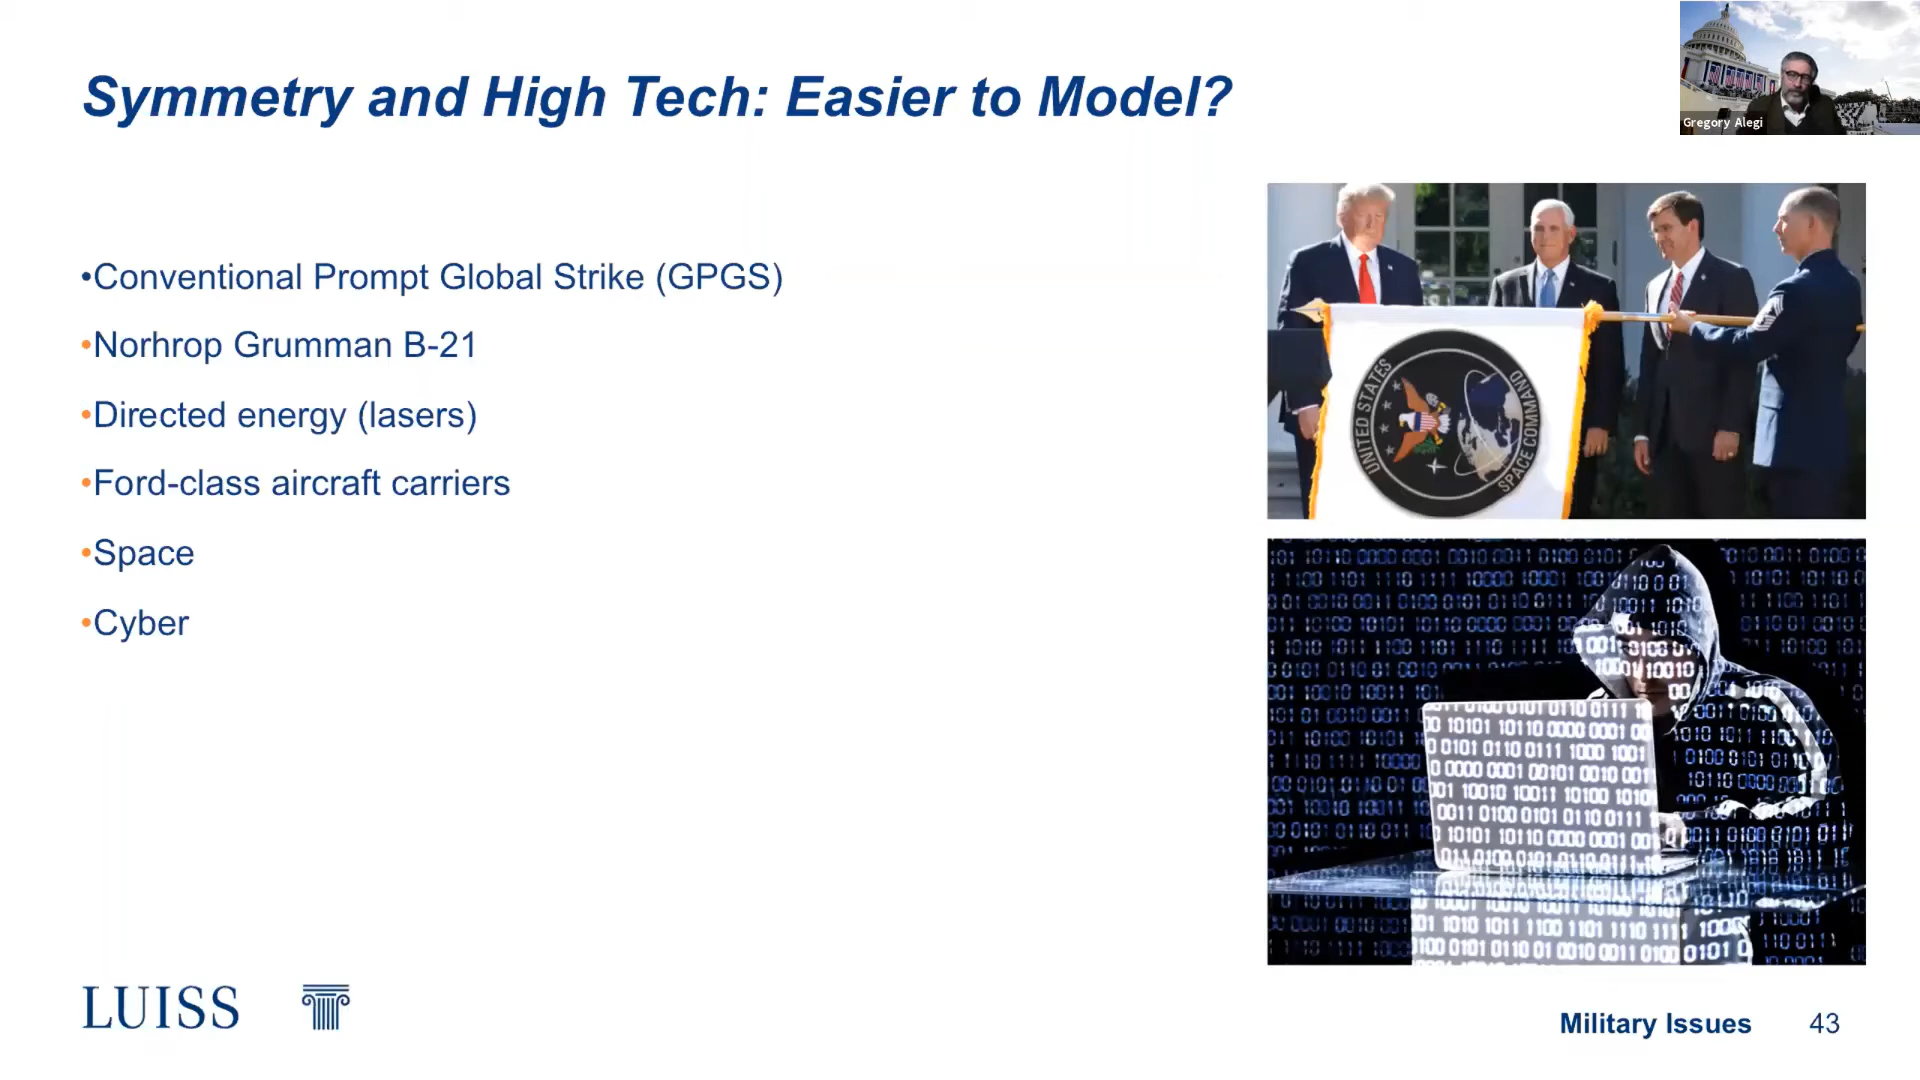 Symmetry and High Tech: Easier to Model?
Gregory Alegi
•Conventional Prompt Global Strike (GPGS)
•Norhrop Grumman B-21
•Directed energy (lasers)
•Ford-class aircraft carriers
•Space
•Cyber
UNITED STATES
SPACE COMMAND
LUISS
Military Issues 43